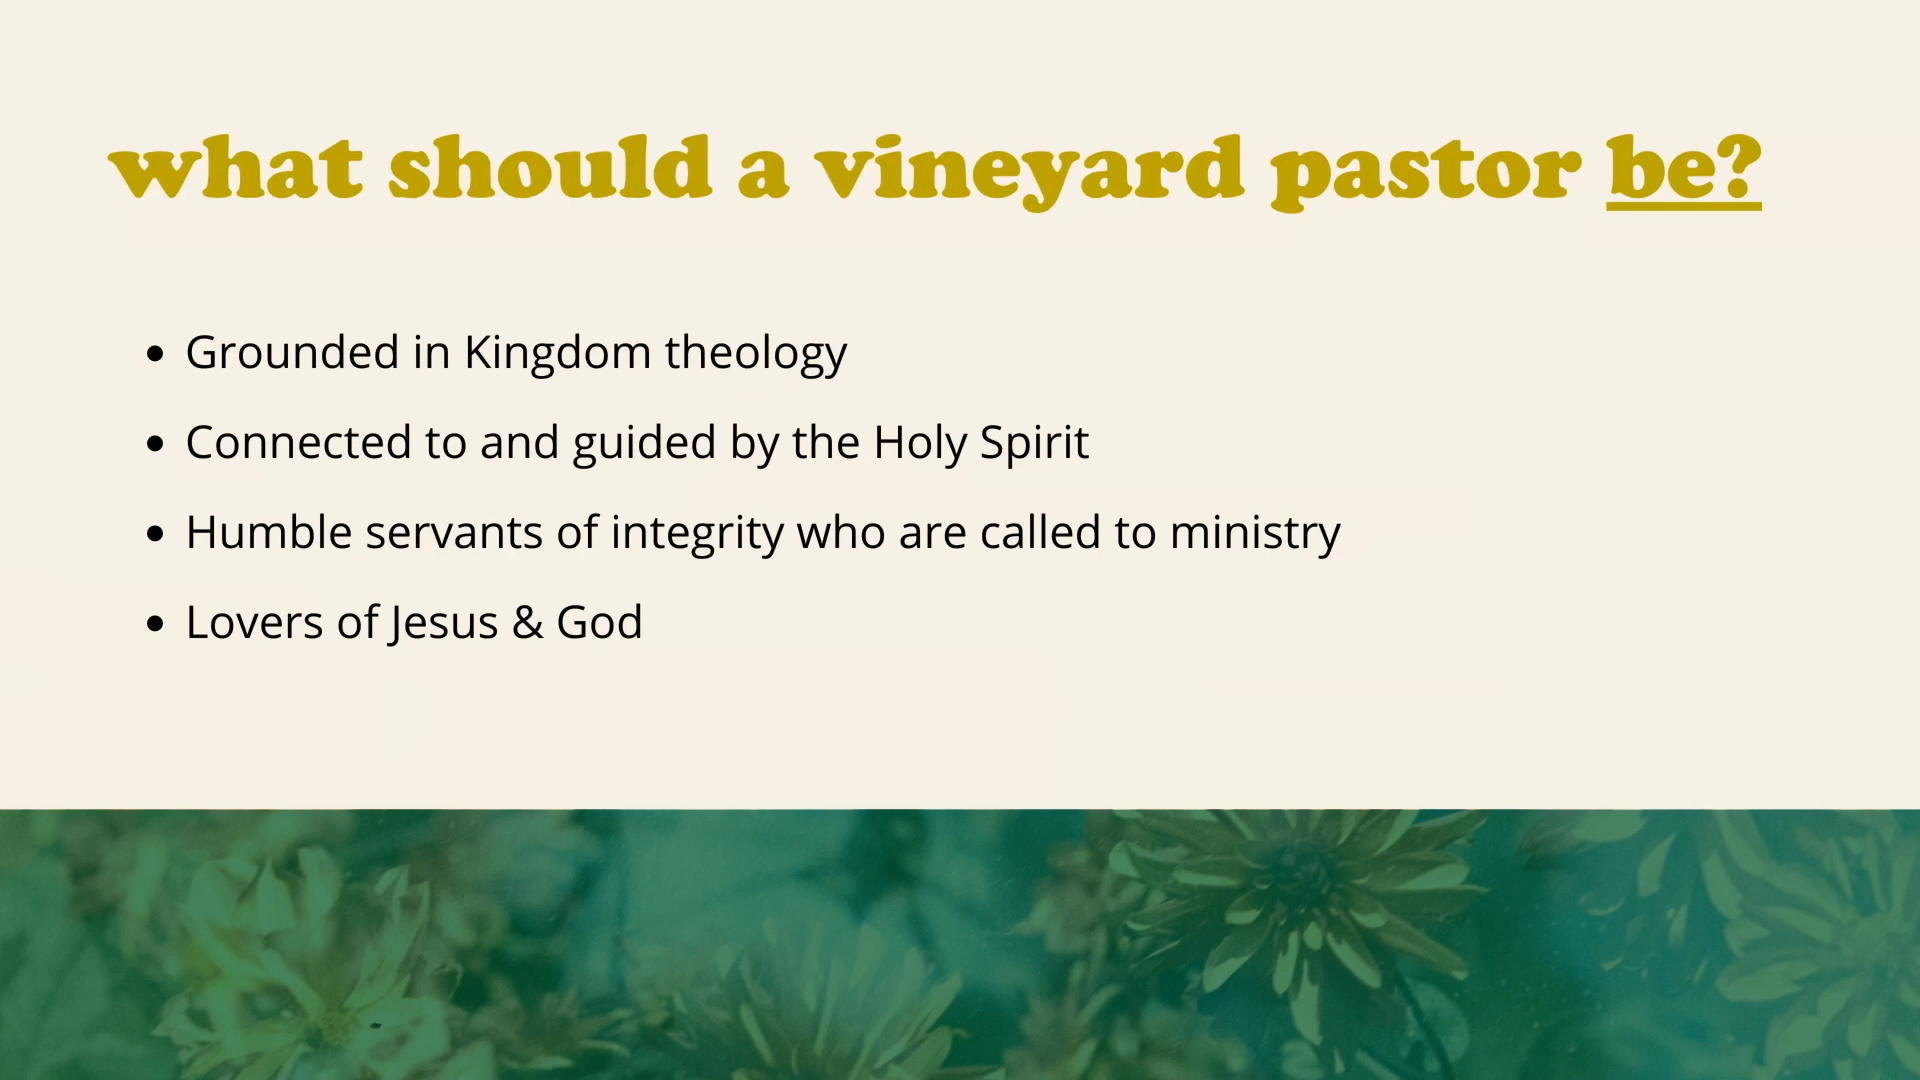 what should a vineyard pastor be?
Grounded in Kingdom theology
Connected to and guided by the Holy Spirit
Humble servants of integrity who are called to ministry
Lovers of Jesus & God